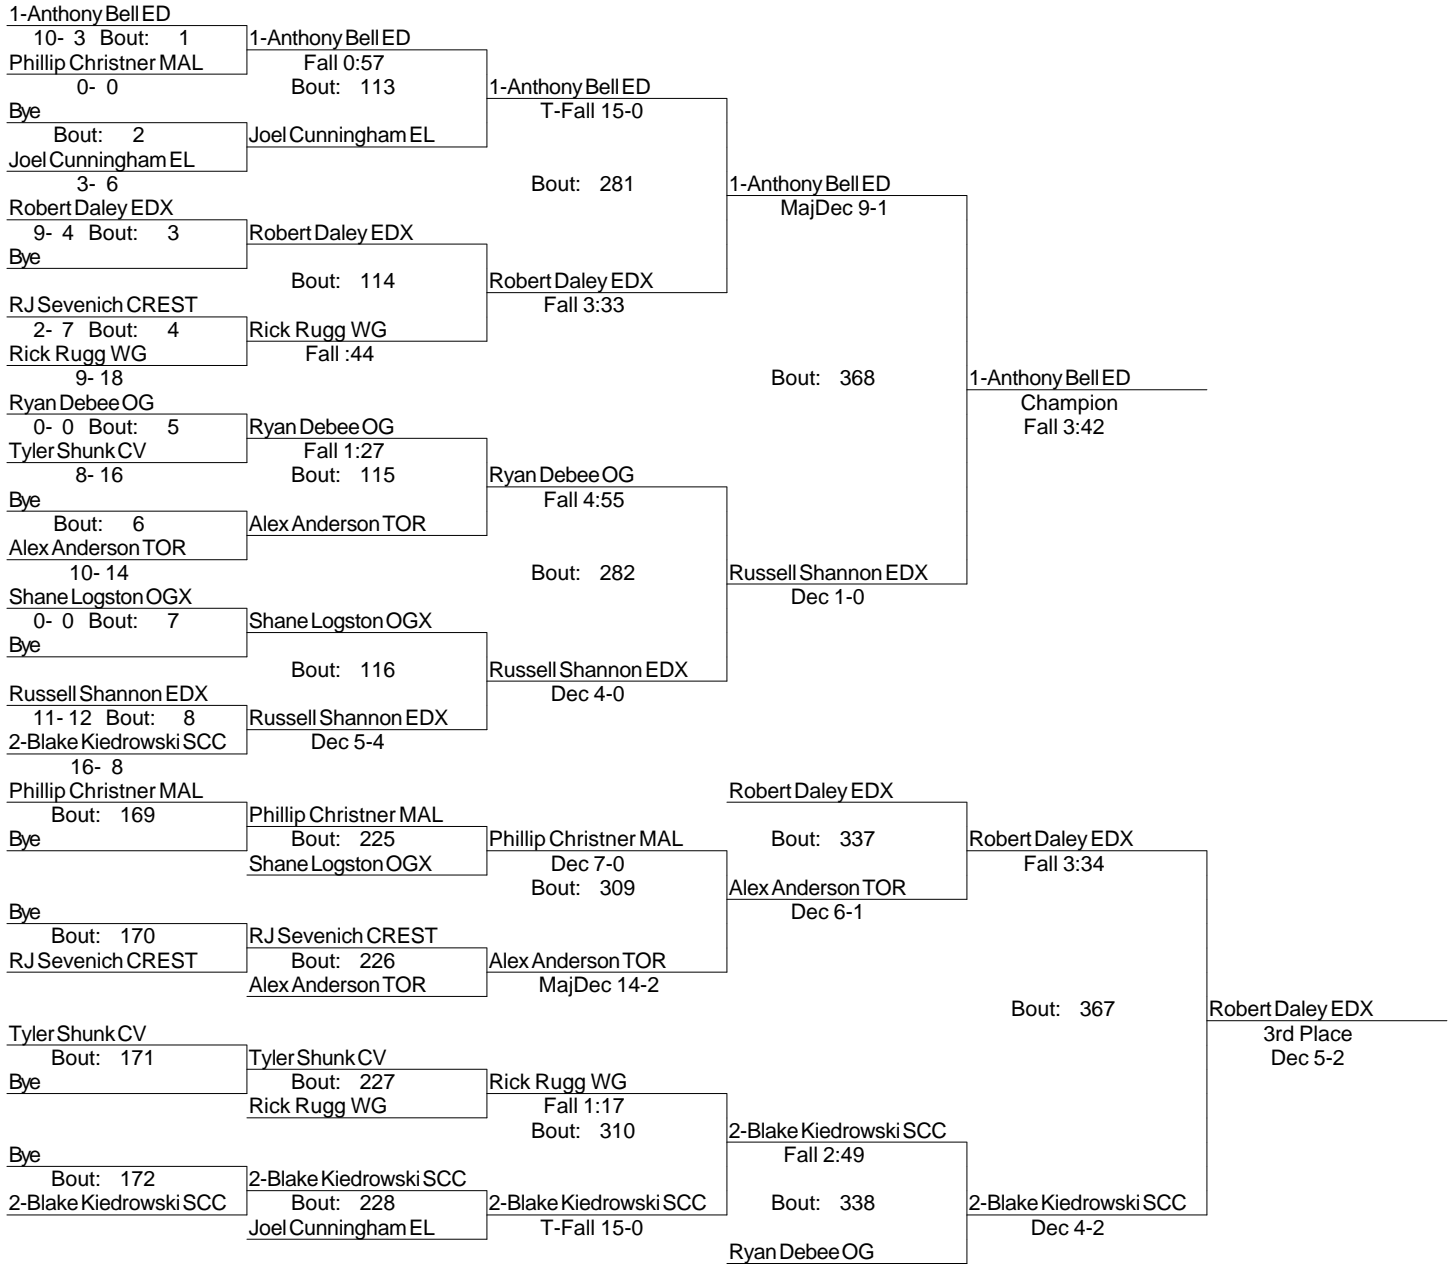 1-Anthony Bell ED
10- 3 Bout: 1
Phillip Christner MAL
0- 0
Bye
Bout: 2
Joel Cunningham EL
3- 6
Robert Daley EDX
9- 4 Bout: 3
Bye
RJ Sevenich CREST
2- 7 Bout: 4
Rick Rugg WG
9- 18
Ryan Debee OG
0- 0 Bout: 5
Tyler Shunk CV
8- 16
Bye
Bout: 6
Alex Anderson TOR
10- 14
Shane Logston OGX
0- 0 Bout: 7
Bye
Russell Shannon EDX
11- 12 Bout: 8
2-Blake Kiedrowski SCC
16- 8
1-Anthony Bell ED
Fall 0:57
Bout: 113
Joel Cunningham EL
Robert Daley EDX
Bout: 114
Rick Rugg WG
Fall :44
Ryan Debee OG
Fall 1:27
Bout: 115
Alex Anderson TOR
Shane Logston OGX
Bout: 116
Russell Shannon EDX
Dec 5-4
1-Anthony Bell ED
T-Fall 15-0
Bout: 281
Robert Daley EDX
Fall 3:33
Ryan Debee OG
Fall 4:55
Bout: 282
Russell Shannon EDX
Dec 4-0
1-Anthony Bell ED
MajDec 9-1
Bout: 368
Russell Shannon EDX
Dec 1-0
1-Anthony Bell ED
Champion
Fall 3:42
Phillip Christner MAL
Bout: 169
Bye
Bye
Bout: 170
RJ Sevenich CREST
Tyler Shunk CV
Bout: 171
Bye
Bye
Bout: 172
2-Blake Kiedrowski SCC
Phillip Christner MAL
Bout: 225
Shane Logston OGX
RJ Sevenich CREST
Bout: 226
Alex Anderson TOR
Tyler Shunk CV
Bout: 227
Rick Rugg WG
2-Blake Kiedrowski SCC
Bout: 228
Joel Cunningham EL
Phillip Christner MAL
Dec 7-0
Bout: 309
Alex Anderson TOR
MajDec 14-2
Rick Rugg WG
Fall 1:17
Bout: 310
2-Blake Kiedrowski SCC
T-Fall 15-0
Robert Daley EDX
Bout: 337
Alex Anderson TOR
Dec 6-1
2-Blake Kiedrowski SCC
Fall 2:49
Bout: 338
Ryan Debee OG
Robert Daley EDX
Fall 3:34
Bout: 367
2-Blake Kiedrowski SCC
Dec 4-2
Robert Daley EDX
3rd Place
Dec 5-2